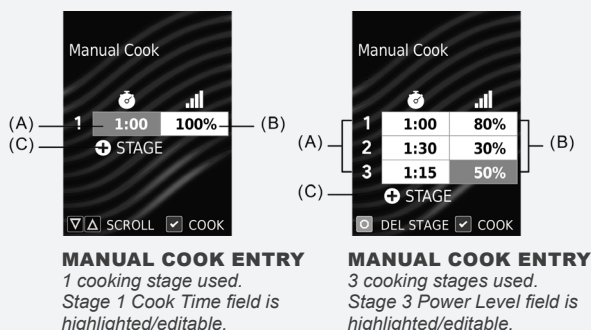 Manual Cook
1 1:00 100%
(A)
(B)
(C)
STAGE
SCROLL COOK
MANUAL COOK ENTRY
1 cooking stage used.
Stage 1 Cook Time field is
highlighted/editable.
Manual Cook
1 1:00 80%
2 1:30 30%
3 1:15 50%
(A)
(B)
(C)
STAGE
DEL STAGE COOK
MANUAL COOK ENTRY
3 cooking stages used.
Stage 3 Power Level field is
highlighted/editable.